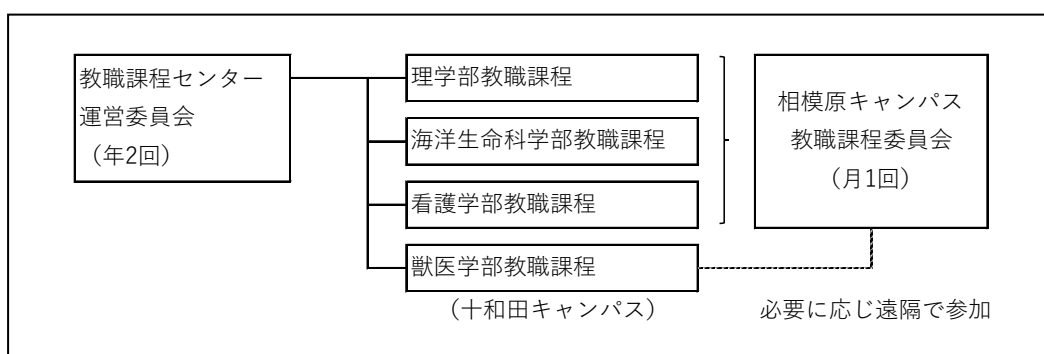 教職課程センター
運営委員会
（年2回）
理学部教職課程
海洋生命科学部教職課程
看護学部教職課程
獣医学部教職課程
（十和田キャンパス）
相模原キャンパス
教職課程委員会
（月1回）
必要に応じ遠隔で参加